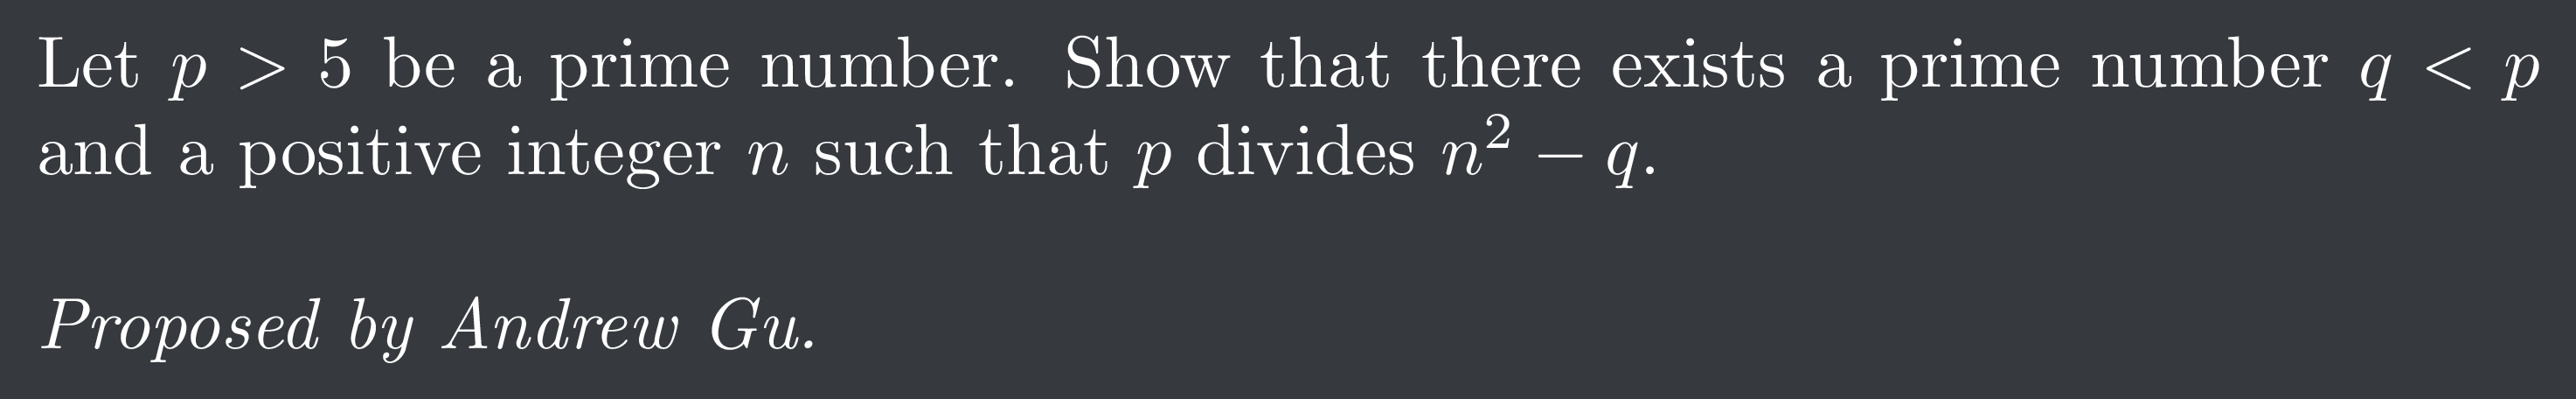 Let $p > 5$ be a prime number. Show that there exists a prime number $q < p$
and a positive integer $n$ such that $p$ divides $n^2 - q$.
Proposed by Andrew Gu.